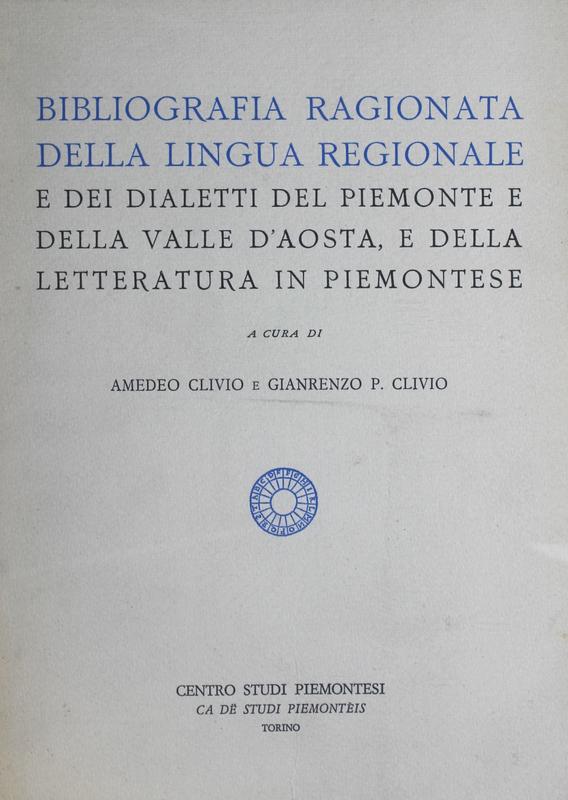 BIBLIOGRAFIA RAGIONATA
DELLA LINGUA REGIONALE
E DEI DIALETTI DEL PIEMONTE E
DELLA VALLE D'AOSTA, E DELLA
LETTERATURA IN PIEMONTESE
A CURA DI
AMEDEO CLIVIO E GIANRENZO P. CLIVIO
CENTRO STUDI PIEMONTESI
CA DË STUDI PIEMONTÈIS
TORINO